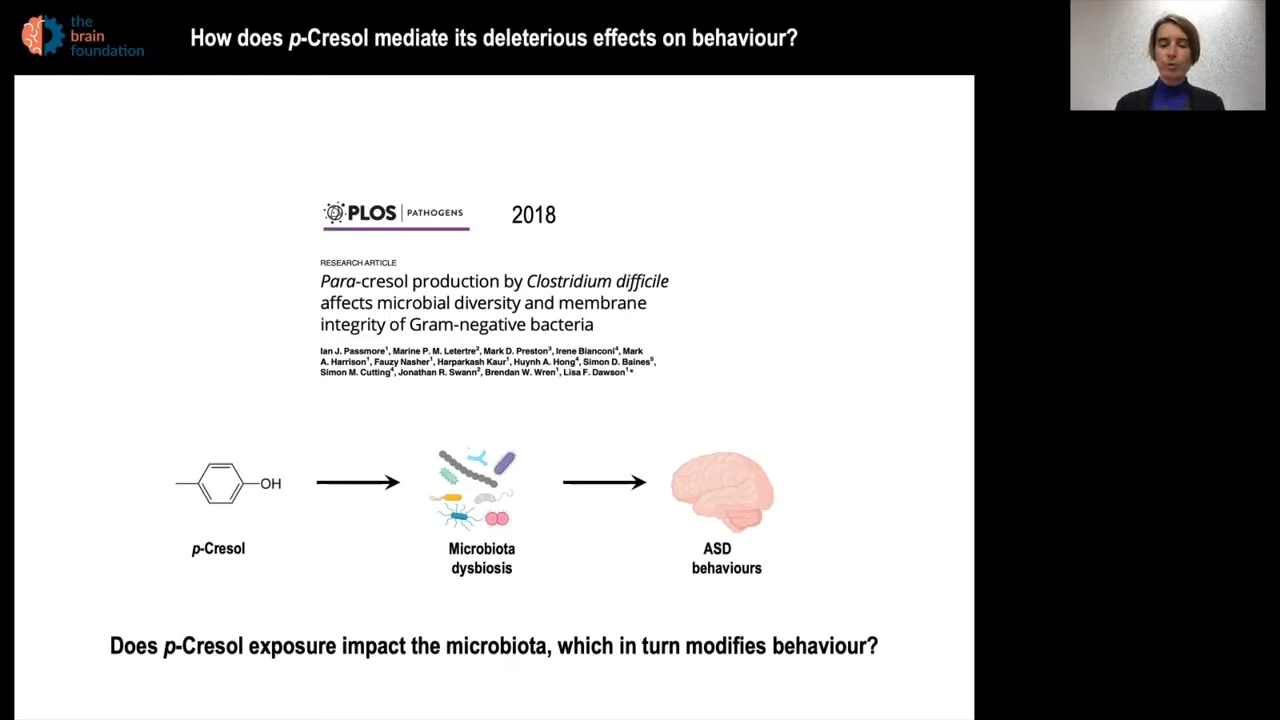 the
brain
foundation
How does p-Cresol mediate its deleterious effects on behaviour?
PLOS | PATHOGENS
2018
RESEARCH ARTICLE
Para-cresol production by Clostridium difficile
affects microbial diversity and membrane
integrity of Gram-negative bacteria
Ian J. Passmore1, Marine P. M. Letertre2, Mark D. Preston3, Irene Bianconi4, Mark
A. Harrison1, Fauzy Nasher1, Harparkash Kaur1, Huynh A. Hong4, Simon D. Baines5,
Simon M. Cutting4, Jonathan R. Swann2, Brendan W. Wren1, Lisa F. Dawson1*
OH
p-Cresol
Microbiota
dysbiosis
ASD
behaviours
Does p-Cresol exposure impact the microbiota, which in turn modifies behaviour?